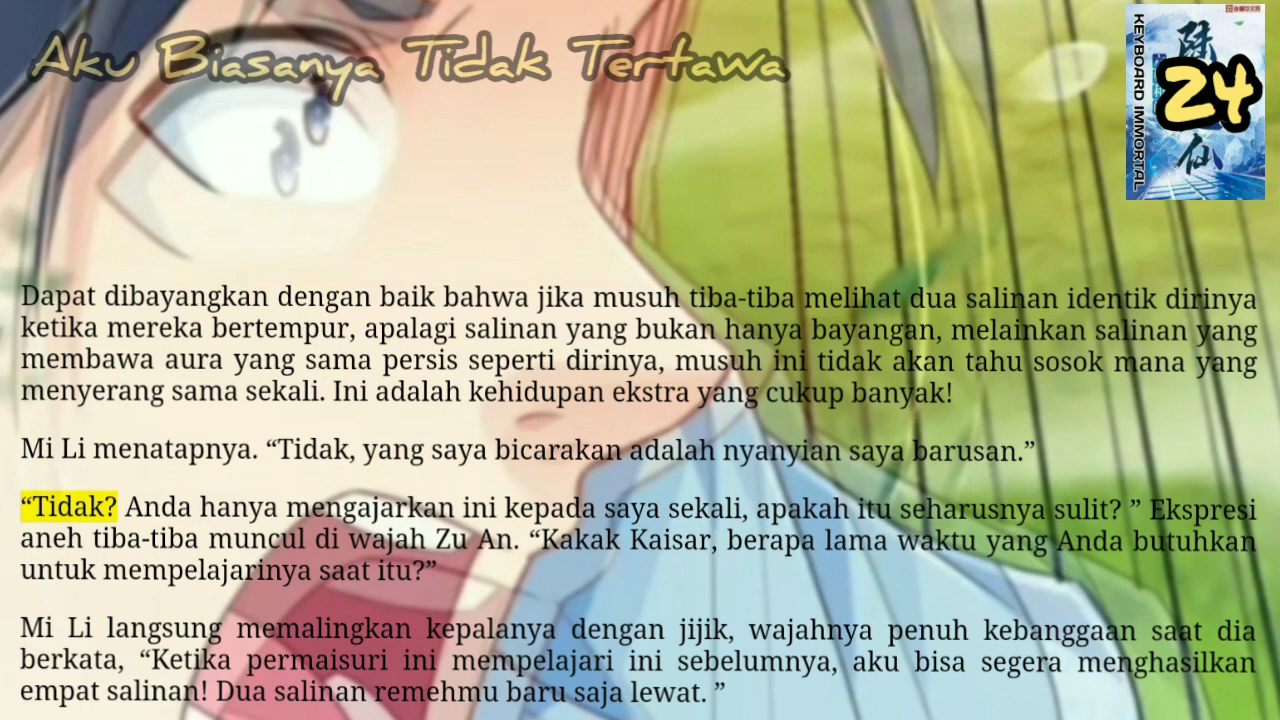 Aku Biasanya Tidak Tertawa
KEYBOARD IMMORTAL
24
仙
Dapat dibayangkan dengan baik bahwa jika musuh tiba-tiba melihat dua salinan identik dirinya
ketika mereka bertempur, apalagi salinan yang bukan hanya bayangan, melainkan salinan yang
membawa aura yang sama persis seperti dirinya, musuh ini tidak akan tahu sosok mana yang
menyerang sama sekali. Ini adalah kehidupan ekstra yang cukup banyak!
Mi Li menatapnya. “Tidak, yang saya bicarakan adalah nyanyian saya barusan.”
“Tidak? Anda hanya mengajarkan ini kepada saya sekali, apakah itu seharusnya sulit? ” Ekspresi
aneh tiba-tiba muncul di wajah Zu An. “Kakak Kaisar, berapa lama waktu yang Anda butuhkan
untuk mempelajarinya saat itu?”
Mi Li langsung memalingkan kepalanya dengan jijik, wajahnya penuh kebanggaan saat dia
berkata, “Ketika permaisuri ini mempelajari ini sebelumnya, aku bisa segera menghasilkan
empat salinan! Dua salinan remehmu baru saja lewat. ”